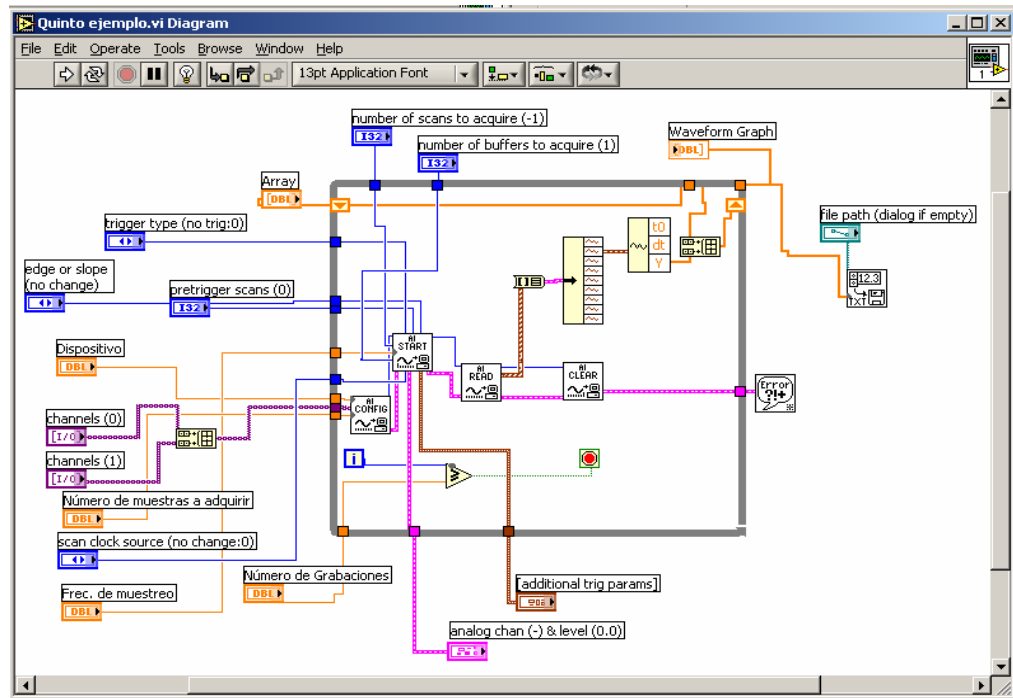 Quinto ejemplo.vi Diagram
File Edit Operate Tools Browse Window Help
13pt Application Font
1
number of scans to acquire (-1)
I32
number of buffers to acquire (1)
I32
Waveform Graph
DBL]
Array
[DBL
trigger type (no trig:0)
file path (dialog if empty)
t0
dt
Y
edge or slope
(no change)
pretrigger scans (0)
I32
12.3
TXT
AI
START
Dispositivo
DBL
AI
READ
AI
CLEAR
Error
?!+
AI
CONFIG
channels (0)
[I/O]
channels (1)
[I/O]
i
Número de muestras a adquirir
DBL
scan clock source (no change:0)
Número de Grabaciones
DBL
[additional trig params]
Frec. de muestreo
DBL
analog chan (-) & level (0.0)